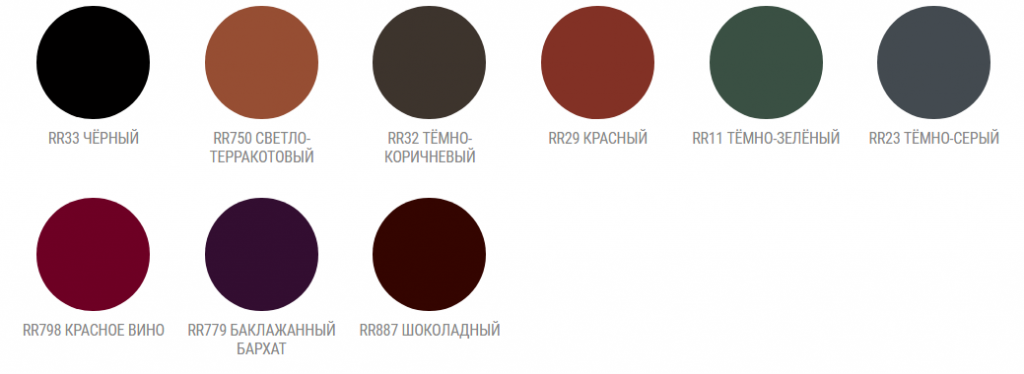 RR33 ЧЁРНЫЙ
RR750 СВЕТЛО-
ТЕРРАКОТОВЫЙ
RR32 ТЁМНО-
КОРИЧНЕВЫЙ
RR29 КРАСНЫЙ
RR11 ТЁМНО-ЗЕЛЁНЫЙ
RR23 ТЁМНО-СЕРЫЙ
RR798 КРАСНОЕ ВИНО
RR779 БАКЛАЖАННЫЙ
БАРХАТ
RR887 ШОКОЛАДНЫЙ